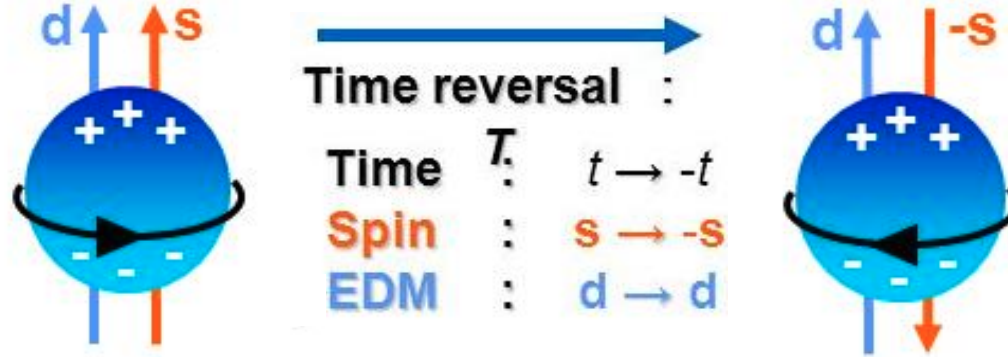 d s
+ + +
- - -
Time reversal :
T
Time : t → -t
Spin : s → -s
EDM : d → d
d -s
+ + +
- - -